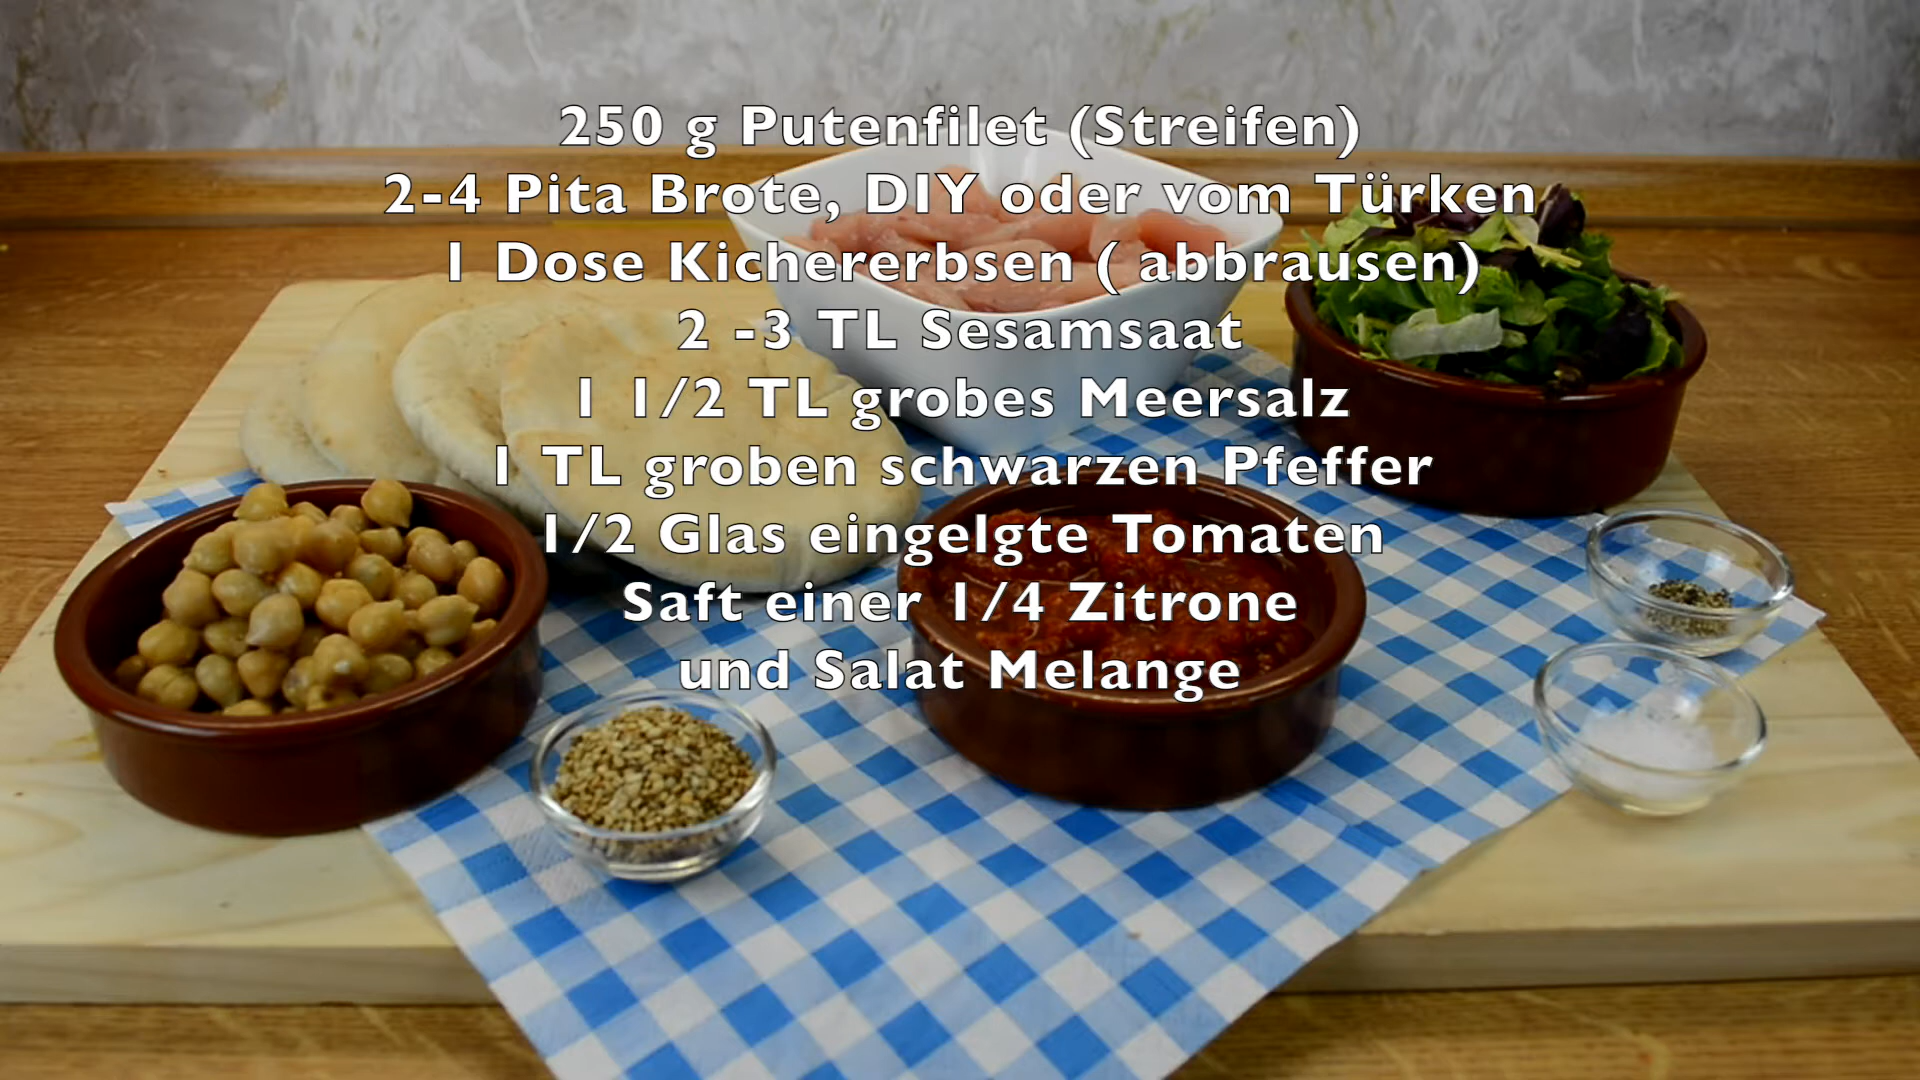 250 g Putenfilet (Streifen)
2-4 Pita Brote, DIY oder vom Türken
1 Dose Kichererbsen ( abbrausen)
2 -3 TL Sesamsaat
1 1/2 TL grobes Meersalz
1 TL groben schwarzen Pfeffer
1/2 Glas eingelgte Tomaten
Saft einer 1/4 Zitrone
und Salat Melange